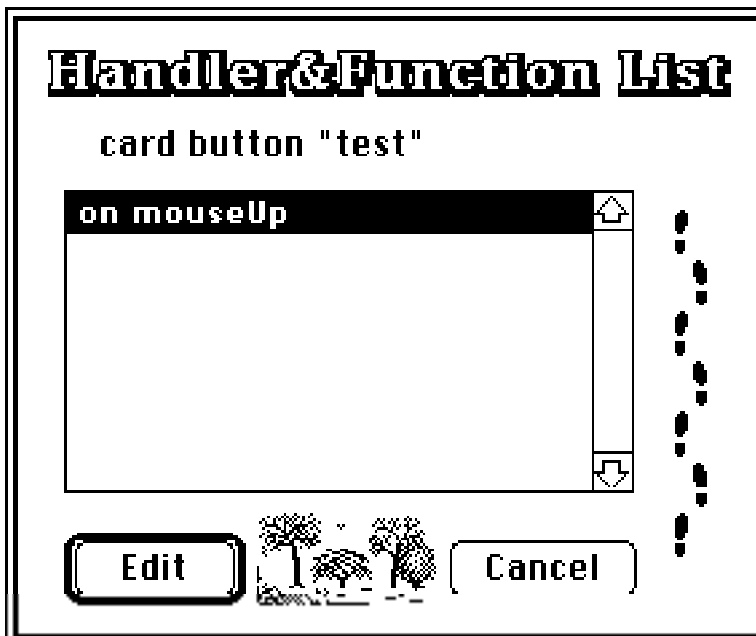 Handler&Function List
card button "test"
on mouseUp
Edit
Cancel